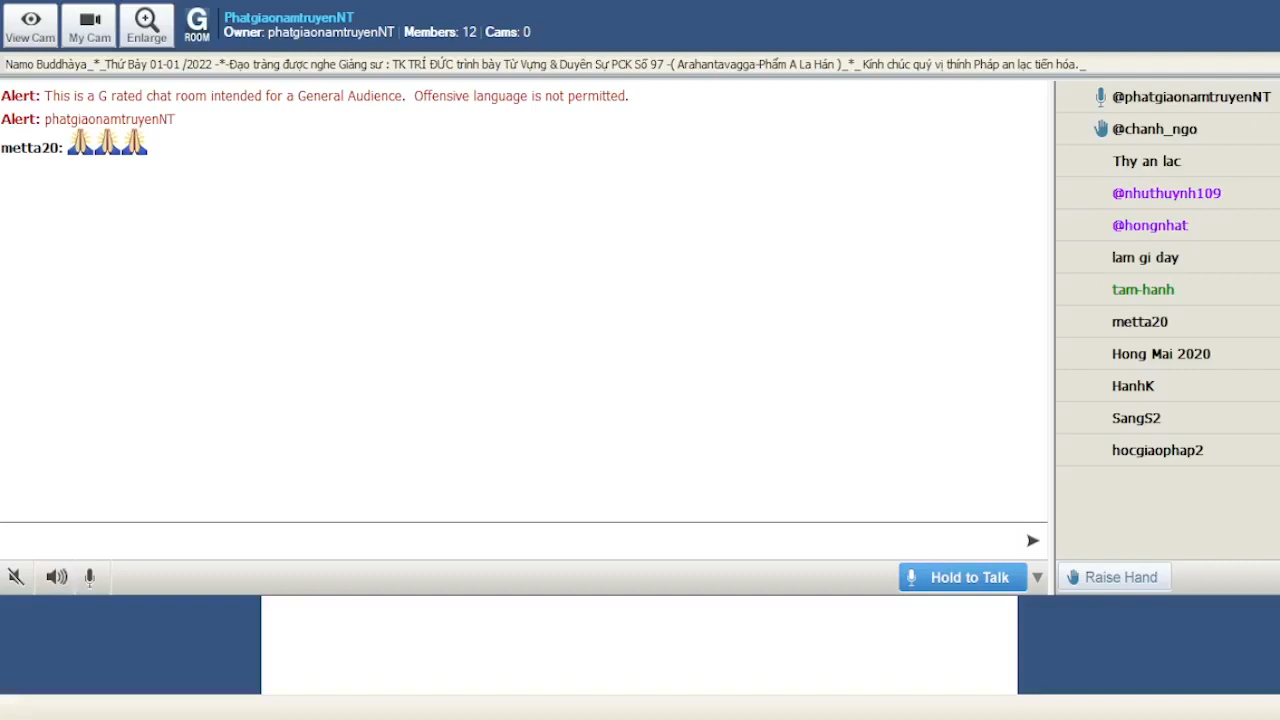 View Cam
My Cam
Enlarge
G
ROOM
PhatgiaonamtruyenNT
Owner: phatgiaonamtruyenNT | Members: 12 | Cams: 0
Namo Buddhàya_*_Thứ Bảy 01-01 /2022 -*-Đạo tràng được nghe Giảng sư : TK TRÍ ĐỨC trình bày Từ Vựng & Duyên Sự PCK Số 97 -( Arahantavagga-Phẩm A La Hán )_*_ Kính chúc quý vị thính Pháp an lạc tiến hóa._
Alert: This is a G rated chat room intended for a General Audience. Offensive language is not permitted.
Alert: phatgiaonamtruyenNT
metta20:
@phatgiaonamtruyenNT
@chanh_ngo
Thy an lac
@nhuthuynh109
@hongnhat
lam gi day
tam-hanh
metta20
Hong Mai 2020
HanhK
SangS2
hocgiaophap2
Hold to Talk
Raise Hand